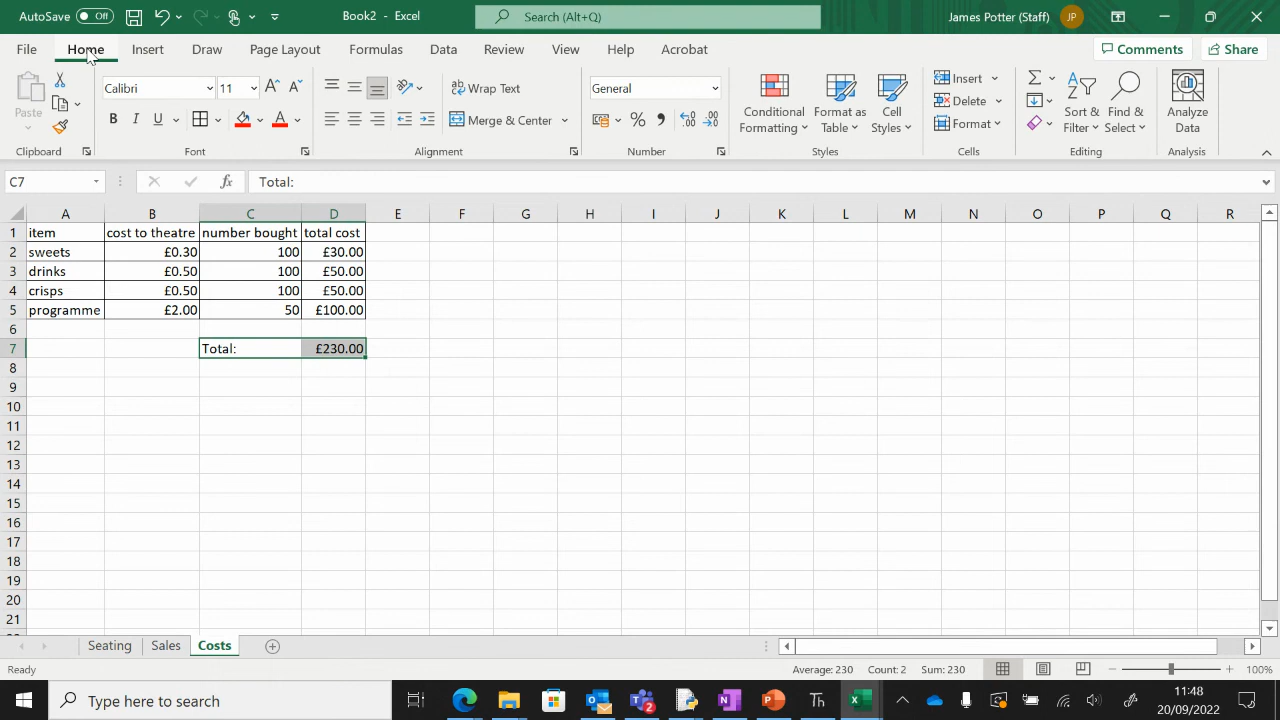 AutoSave Off Book2 - Excel Search (Alt+Q) James Potter (Staff) JP
File Home Insert Draw Page Layout Formulas Data Review View Help Acrobat Comments Share
Paste Calibri 11 Wrap Text General Conditional Formatting Format as Table Cell Styles Insert Sort & Filter Find & Select Analyze Data
Delete
B I U Merge & Center % Format
Clipboard Font Alignment Number Styles Cells Editing Analysis
C7 fx Total:
A B C D E F G H I J K L M N O P Q R
1 item cost to theatre number bought total cost
2 sweets £0.30 100 £30.00
3 drinks £0.50 100 £50.00
4 crisps £0.50 100 £50.00
5 programme £2.00 50 £100.00
6
7 Total: £230.00
8
9
10
11
12
13
14
15
16
17
18
19
20
21
Seating Sales Costs
Ready Average: 230 Count: 2 Sum: 230 100%
Type here to search 2 Th 11:48
20/09/2022